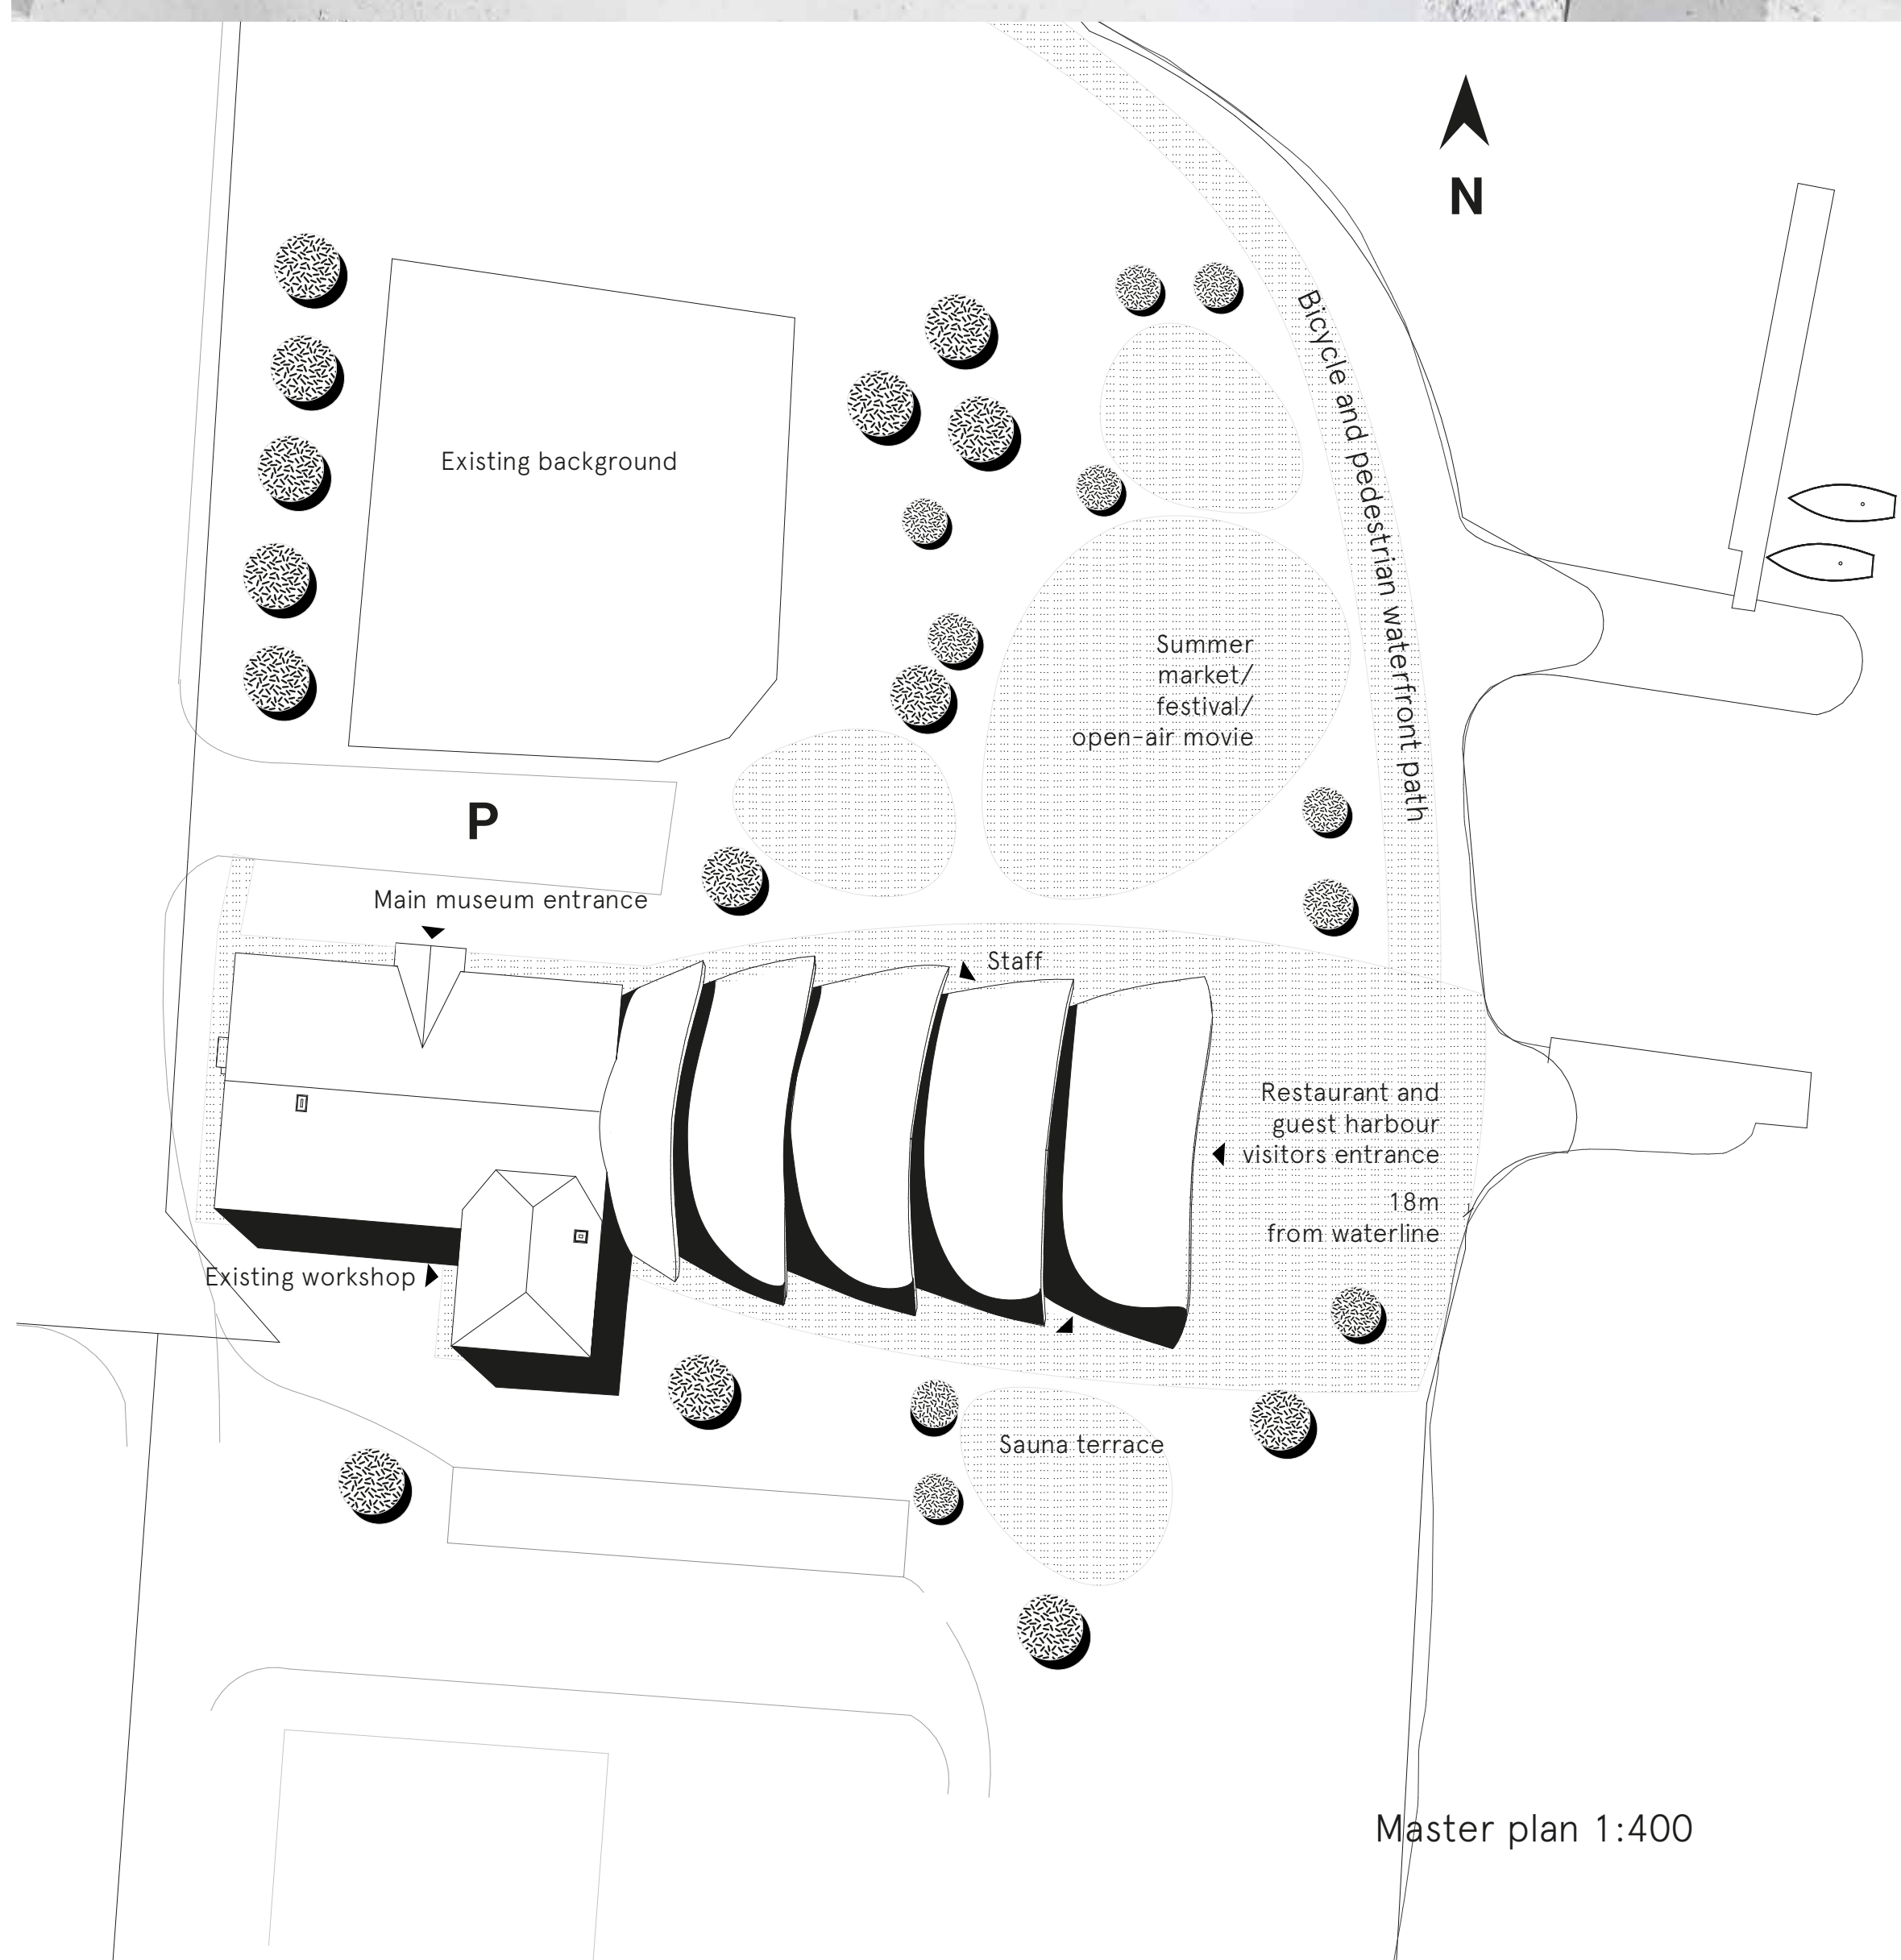 N
Bicycle and pedestrian waterfront path
Existing background
Summer
market/
festival/
open-air movie
P
Main museum entrance
Staff
Restaurant and
guest harbour
visitors entrance
18m
from waterline
Existing workshop
Sauna terrace
Master plan 1:400